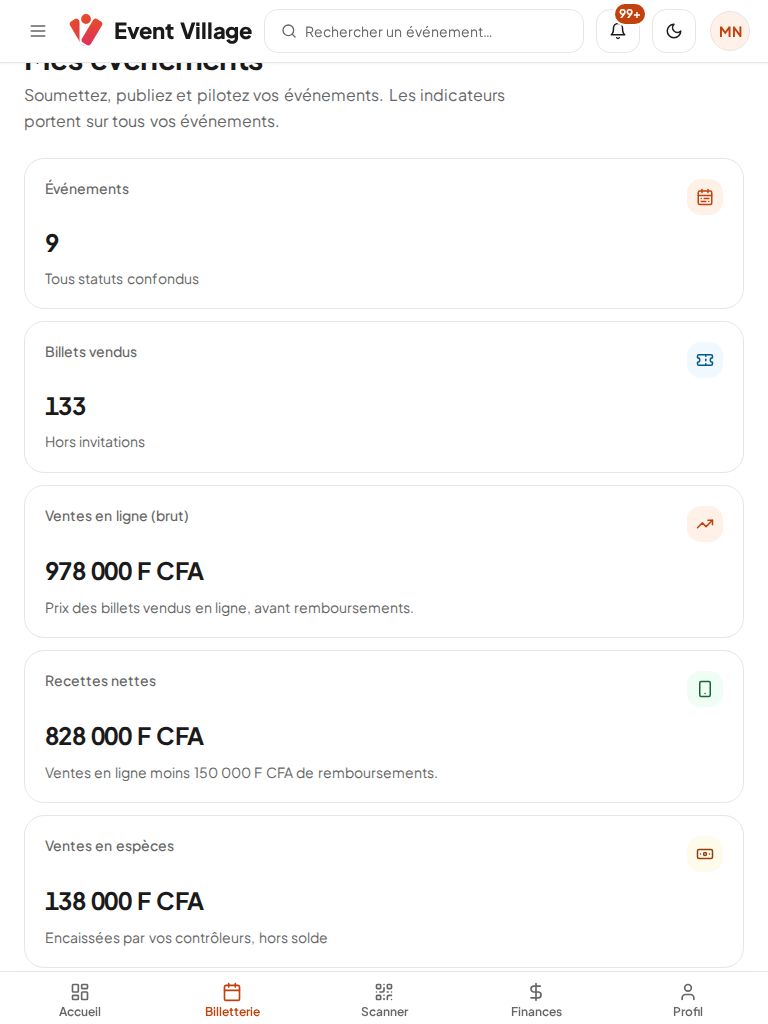 Event Village
Rechercher un événement...
99+
MN
Mes événements
Soumettez, publiez et pilotez vos événements. Les indicateurs
portent sur tous vos événements.
Événements
9
Tous statuts confondus
Billets vendus
133
Hors invitations
Ventes en ligne (brut)
978 000 F CFA
Prix des billets vendus en ligne, avant remboursements.
Recettes nettes
828 000 F CFA
Ventes en ligne moins 150 000 F CFA de remboursements.
Ventes en espèces
138 000 F CFA
Encaissées par vos contrôleurs, hors solde
Accueil
Billetterie
Scanner
Finances
Profil